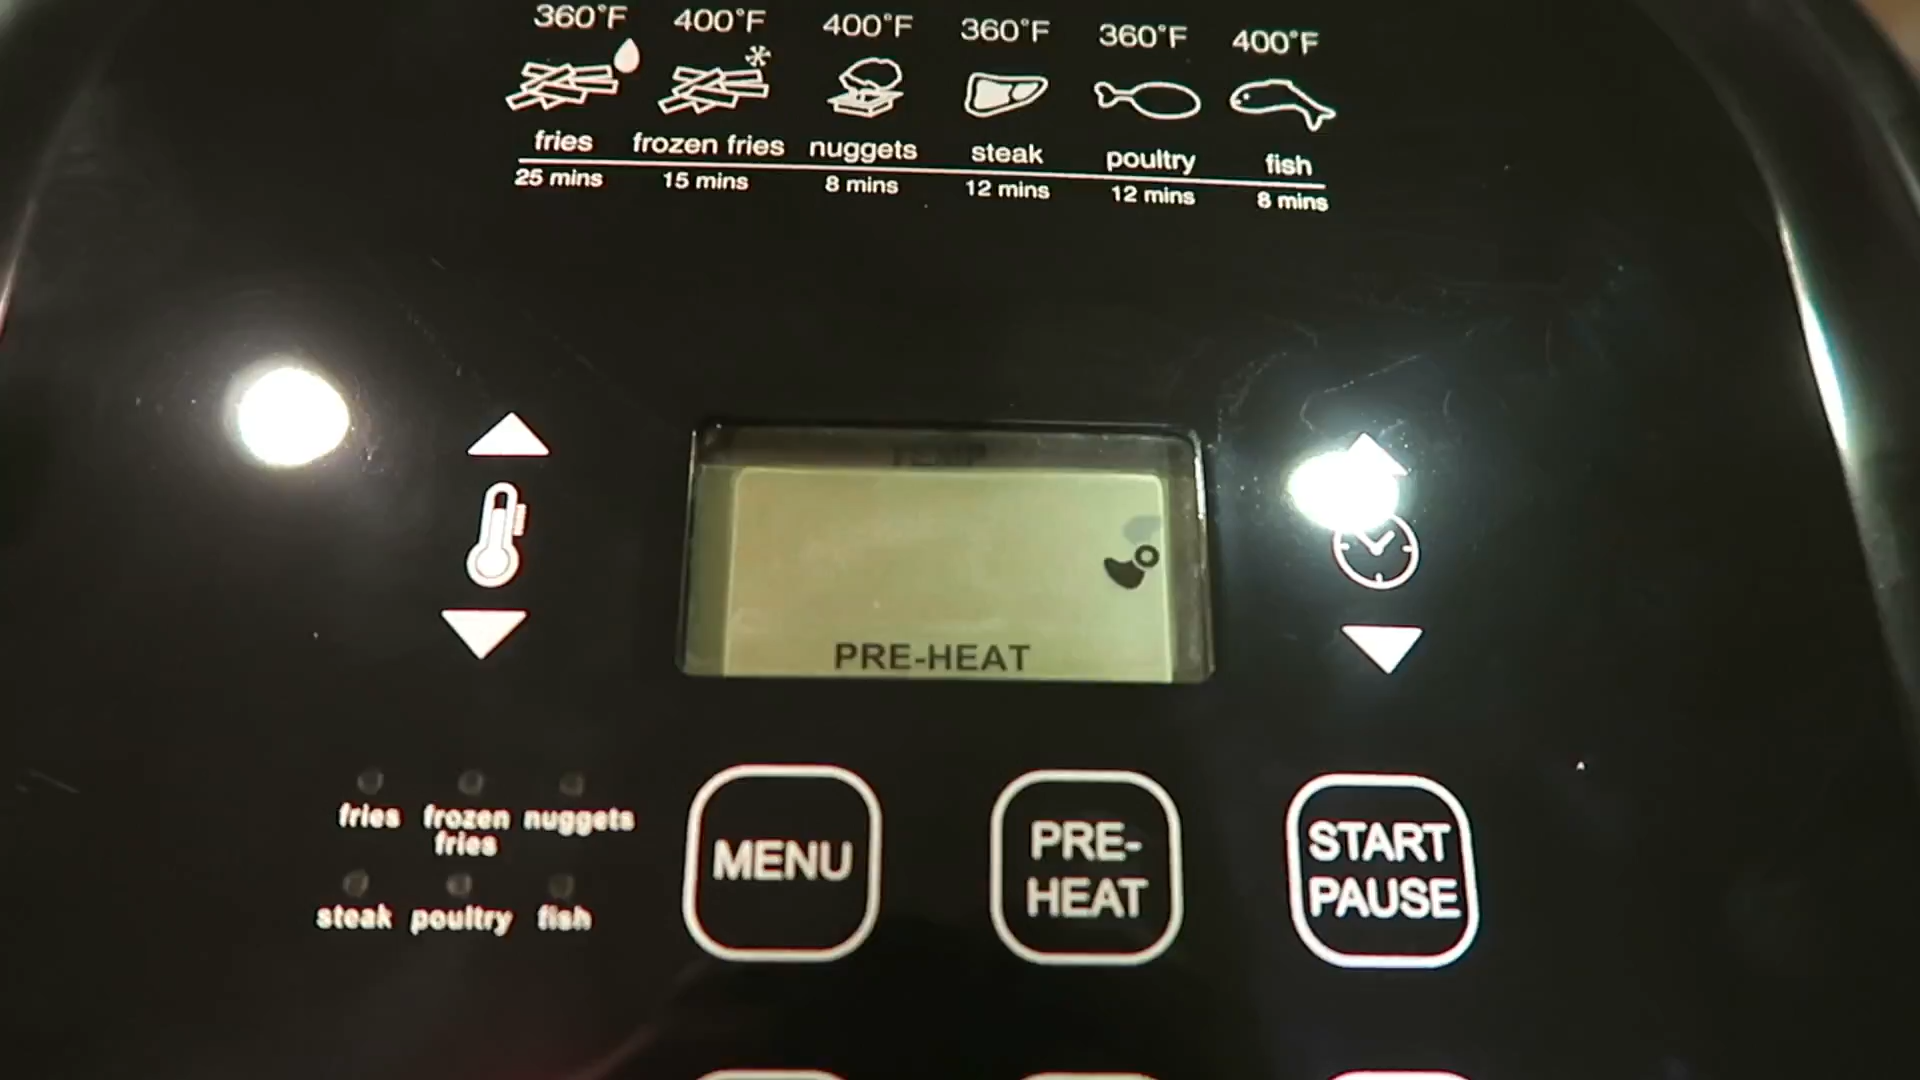 360°F 400°F 400°F 360°F 360°F 400°F
fries frozen fries nuggets steak poultry fish
25 mins 15 mins 8 mins 12 mins 12 mins 8 mins
TEMP
PRE-HEAT
fries frozen fries nuggets
steak poultry fish
MENU
PRE-
HEAT
START
PAUSE